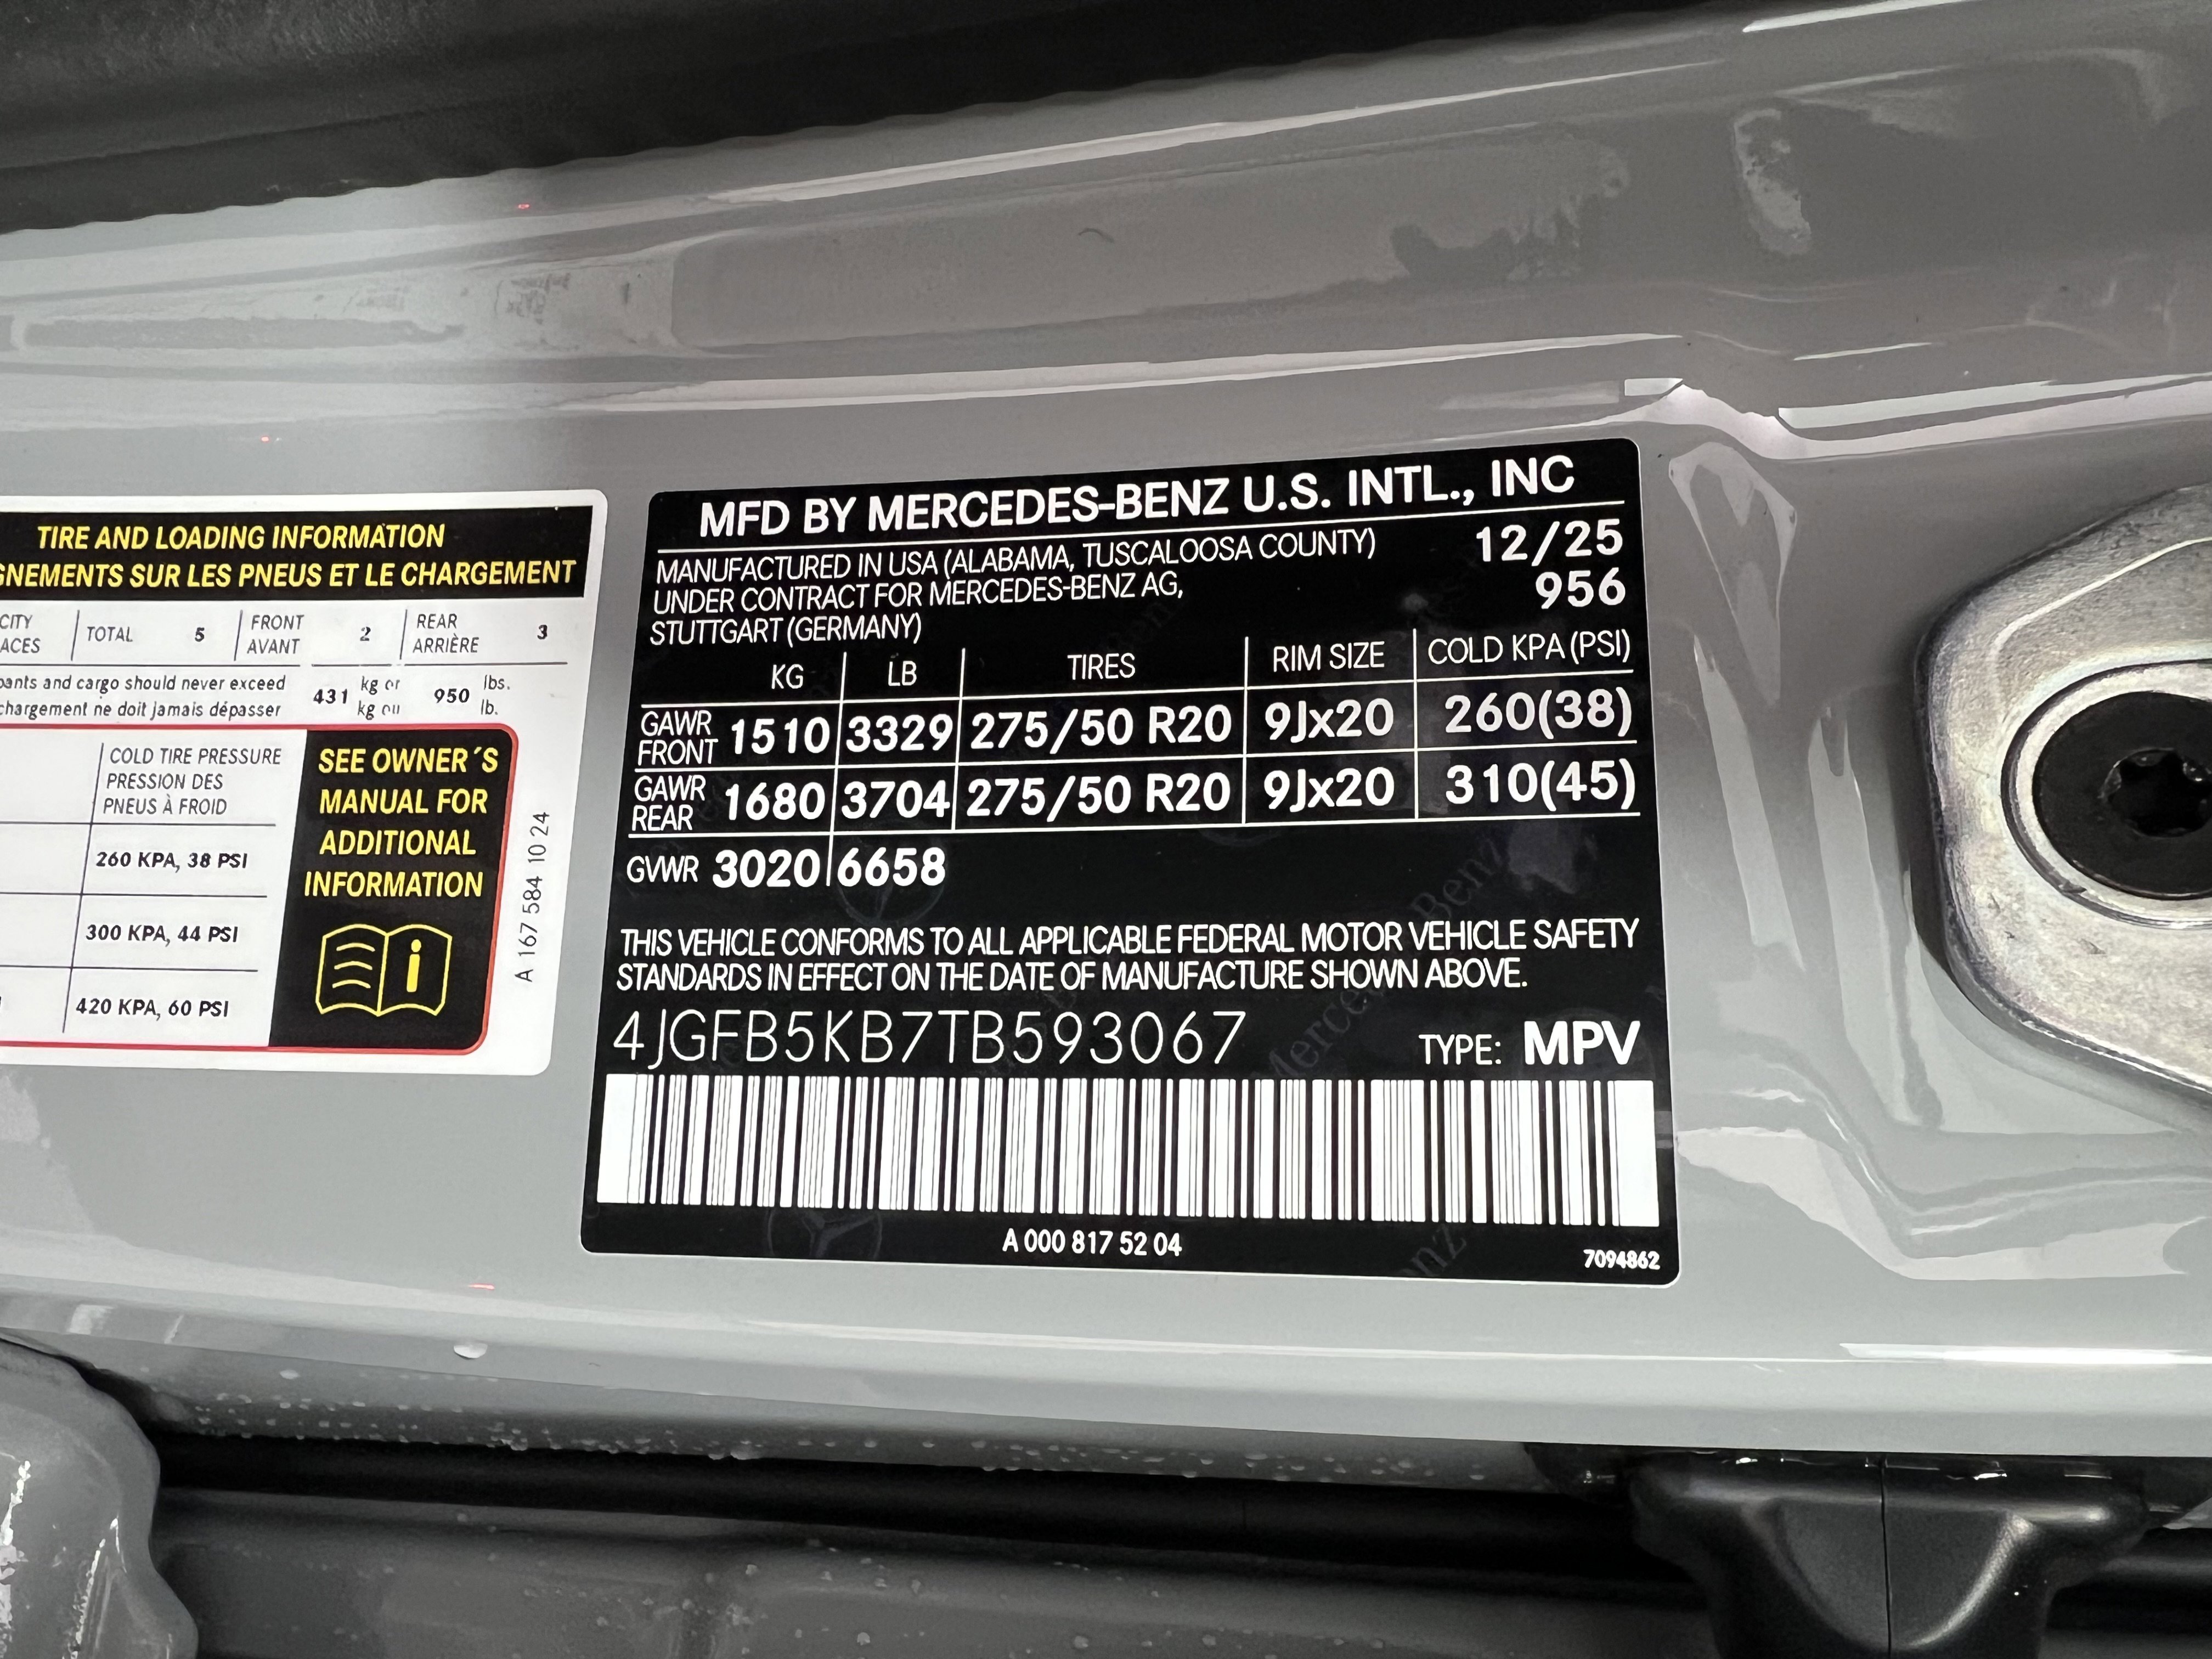 TIRE AND LOADING INFORMATION
GNEMENTS SUR LES PNEUS ET LE CHARGEMENT
CITY
ACES
TOTAL 5
FRONT
AVANT
2
REAR
ARRIÈRE
3
pants and cargo should never exceed
chargement ne doit jamais dépasser
431
kg or
kg ou
950
lbs.
lb.
COLD TIRE PRESSURE
PRESSION DES
PNEUS À FROID
260 KPA, 38 PSI
300 KPA, 44 PSI
420 KPA, 60 PSI
SEE OWNER´S
MANUAL FOR
ADDITIONAL
INFORMATION
A 167 584 10 24
MFD BY MERCEDES-BENZ U.S. INTL., INC
MANUFACTURED IN USA (ALABAMA, TUSCALOOSA COUNTY)
UNDER CONTRACT FOR MERCEDES-BENZ AG,
STUTTGART (GERMANY)
12/25
956
KG LB TIRES RIM SIZE COLD KPA (PSI)
GAWR
FRONT
1510 3329 275/50 R20 9Jx20 260(38)
GAWR
REAR
1680 3704 275/50 R20 9Jx20 310(45)
GVWR 3020 6658
THIS VEHICLE CONFORMS TO ALL APPLICABLE FEDERAL MOTOR VEHICLE SAFETY
STANDARDS IN EFFECT ON THE DATE OF MANUFACTURE SHOWN ABOVE.
4JGFB5KB7TB593067 TYPE: MPV
A 000 817 52 04
7094862